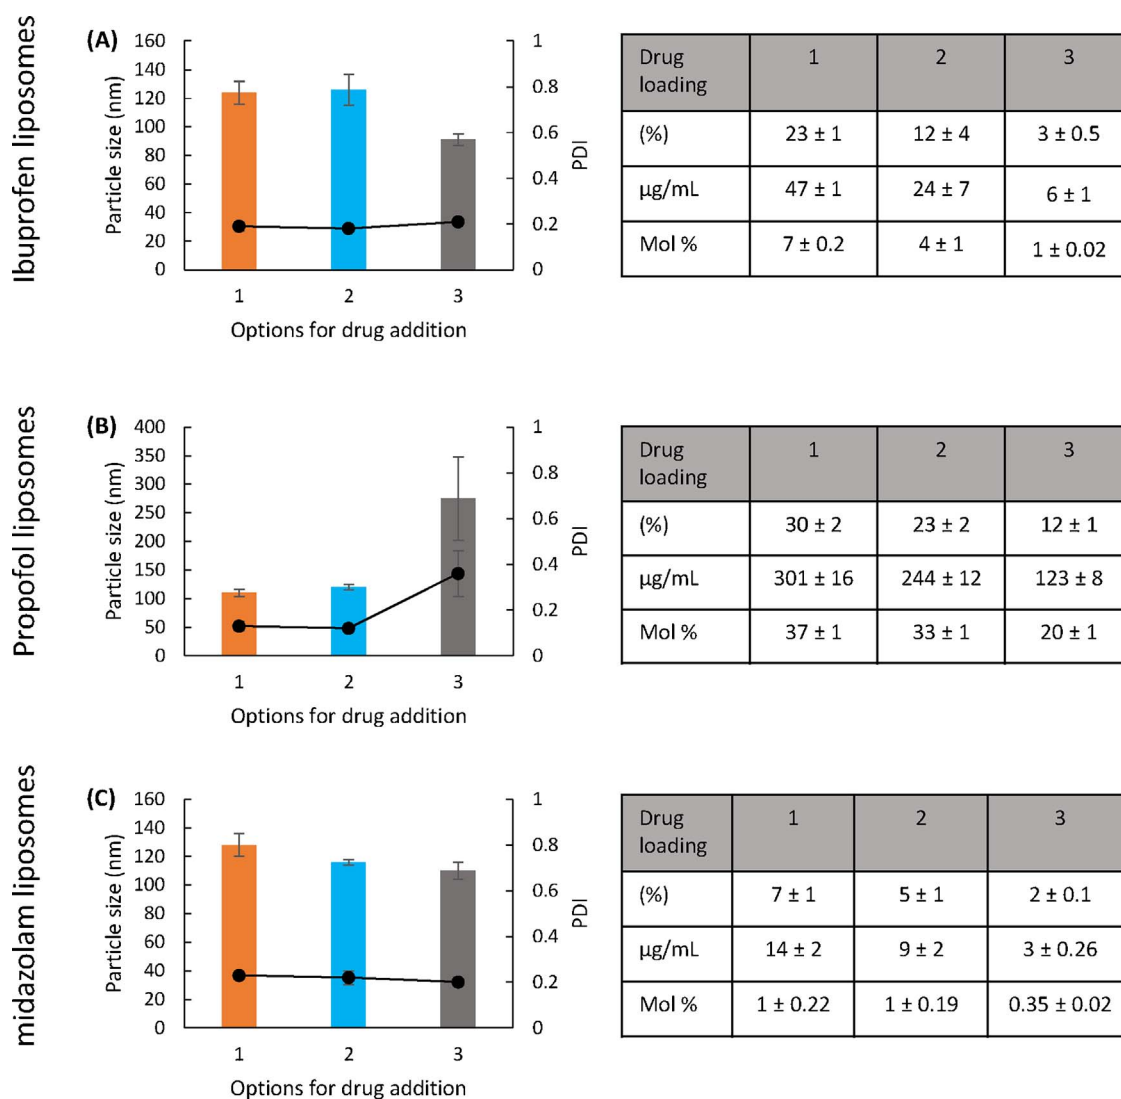 Ibuprofen liposomes
(A)
Particle size (nm)
160
140
120
100
80
60
40
20
0
1
0.8
0.6
0.4
0.2
0
PDI
1 2 3
Options for drug addition
Drug loading 1 2 3
(%) 23 ± 1 12 ± 4 3 ± 0.5
µg/mL 47 ± 1 24 ± 7 6 ± 1
Mol % 7 ± 0.2 4 ± 1 1 ± 0.02
Propofol liposomes
(B)
Particle size (nm)
400
350
300
250
200
150
100
50
0
1
0.8
0.6
0.4
0.2
0
PDI
1 2 3
Options for drug addition
Drug loading 1 2 3
(%) 30 ± 2 23 ± 2 12 ± 1
µg/mL 301 ± 16 244 ± 12 123 ± 8
Mol % 37 ± 1 33 ± 1 20 ± 1
midazolam liposomes
(C)
Particle size (nm)
160
140
120
100
80
60
40
20
0
1
0.8
0.6
0.4
0.2
0
PDI
1 2 3
Options for drug addition
Drug loading 1 2 3
(%) 7 ± 1 5 ± 1 2 ± 0.1
µg/mL 14 ± 2 9 ± 2 3 ± 0.26
Mol % 1 ± 0.22 1 ± 0.19 0.35 ± 0.02